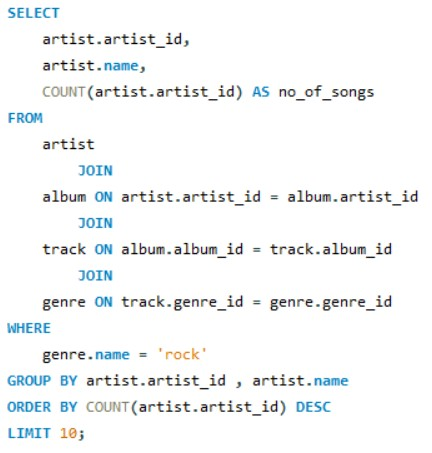 SELECT
artist.artist_id,
artist.name,
COUNT(artist.artist_id) AS no_of_songs
FROM
artist
JOIN
album ON artist.artist_id = album.artist_id
JOIN
track ON album.album_id = track.album_id
JOIN
genre ON track.genre_id = genre.genre_id
WHERE
genre.name = 'rock'
GROUP BY artist.artist_id , artist.name
ORDER BY COUNT(artist.artist_id) DESC
LIMIT 10;